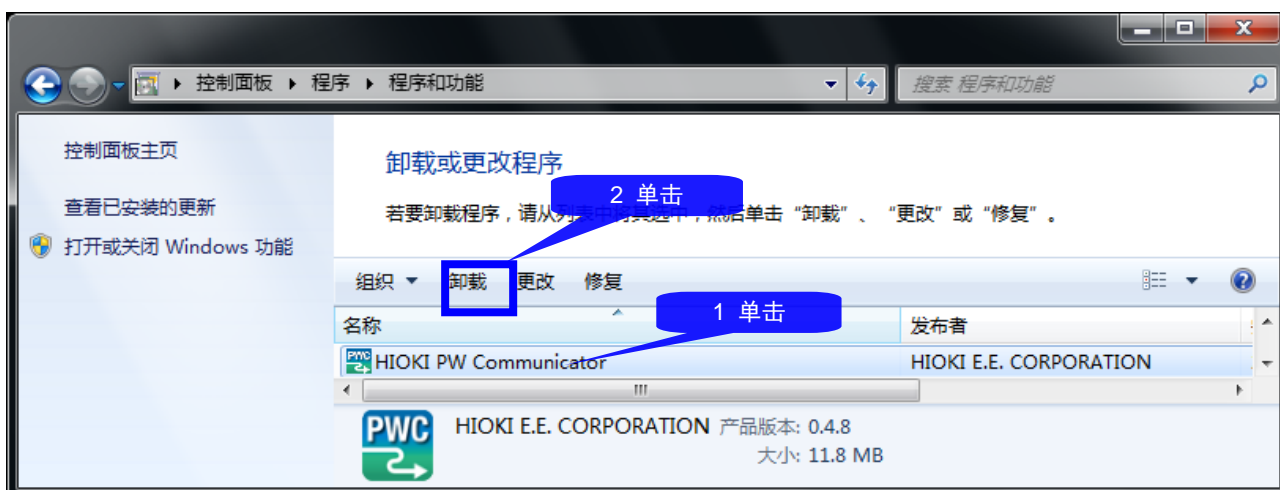 控制面板 ▸ 程序 ▸ 程序和功能
搜索 程序和功能
控制面板主页
查看已安装的更新
打开或关闭 Windows 功能
卸载或更改程序
2 单击
若要卸载程序，请从列表中将其选中，然后单击“卸载”、“更改”或“修复”。
组织 卸载 更改 修复
1 单击
名称 发布者
PWC HIOKI PW Communicator HIOKI E.E. CORPORATION
PWC
HIOKI E.E. CORPORATION 产品版本: 0.4.8
大小: 11.8 MB